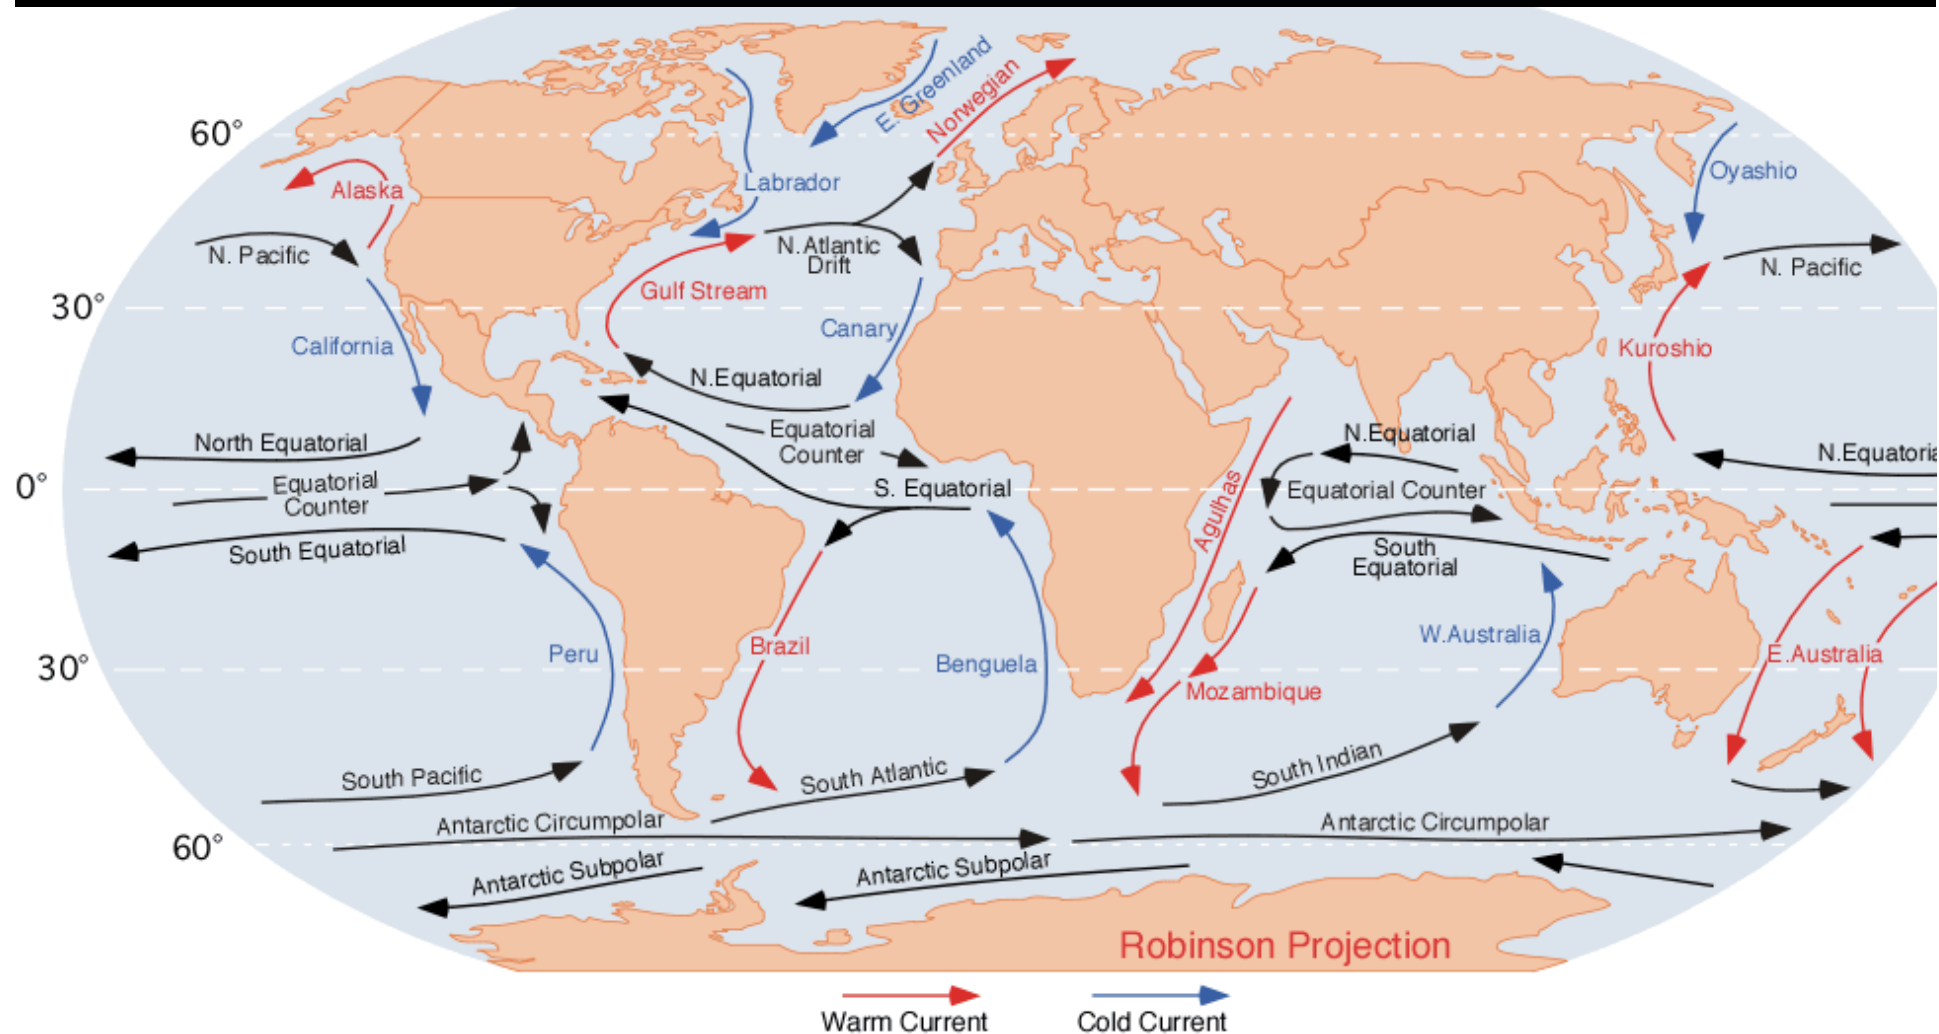 E. Greenland
Norwegian
60°
Labrador
Oyashio
Alaska
N. Pacific
N.Atlantic
Drift
N. Pacific
30°
Gulf Stream
Canary
California
Kuroshio
N.Equatorial
North Equatorial
Equatorial
Counter
N.Equatorial
N.Equatoria
0°
Equatorial
Counter
S. Equatorial
Agulhas
Equatorial Counter
South Equatorial
South
Equatorial
Peru
Brazil
Benguela
W.Australia
E.Australia
30°
Mozambique
South Pacific
South Atlantic
South Indian
Antarctic Circumpolar
Antarctic Circumpolar
60°
Antarctic Subpolar
Antarctic Subpolar
Robinson Projection
Warm Current
Cold Current